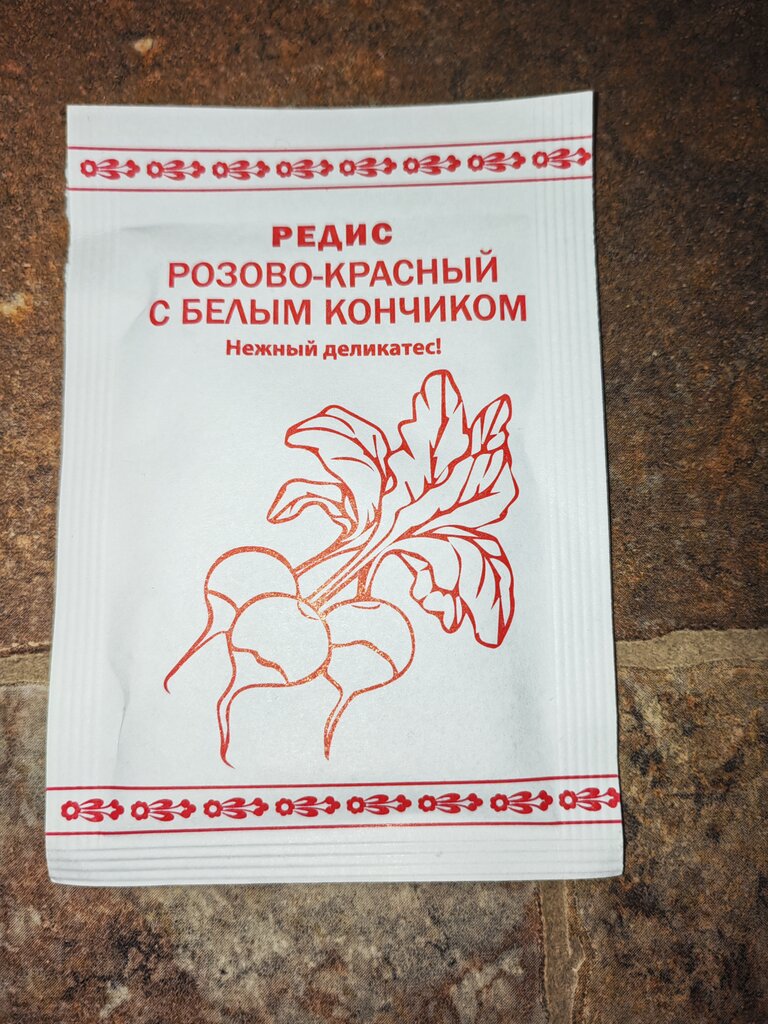 РЕДИС
РОЗОВО-КРАСНЫЙ
С БЕЛЫМ КОНЧИКОМ
Нежный деликатес!